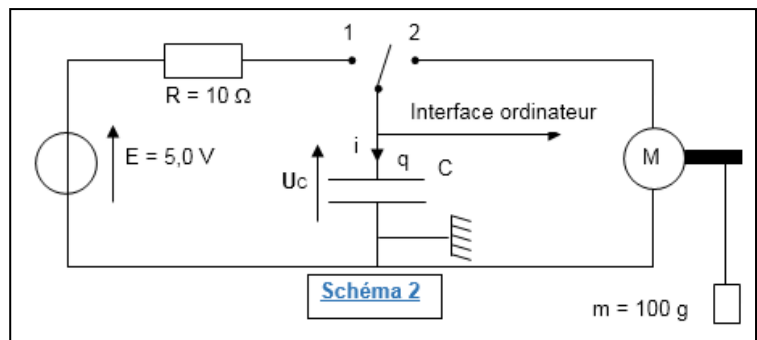 1 2
R = 10 Ω
Interface ordinateur
E = 5,0 V
i
q
C
Uc
M
Schéma 2
m = 100 g